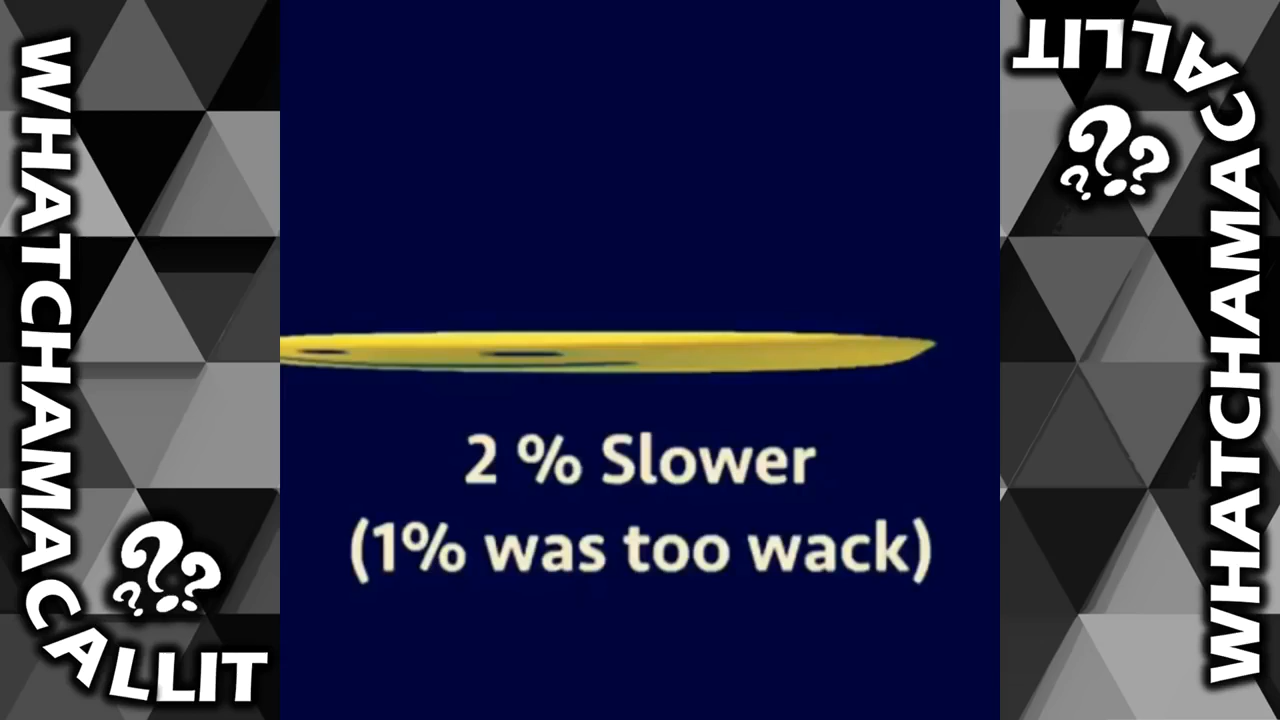 WHATCHAMACALLIT
??
?
2 % Slower
(1% was too wack)
WHATCHAMACALLIT
??
?